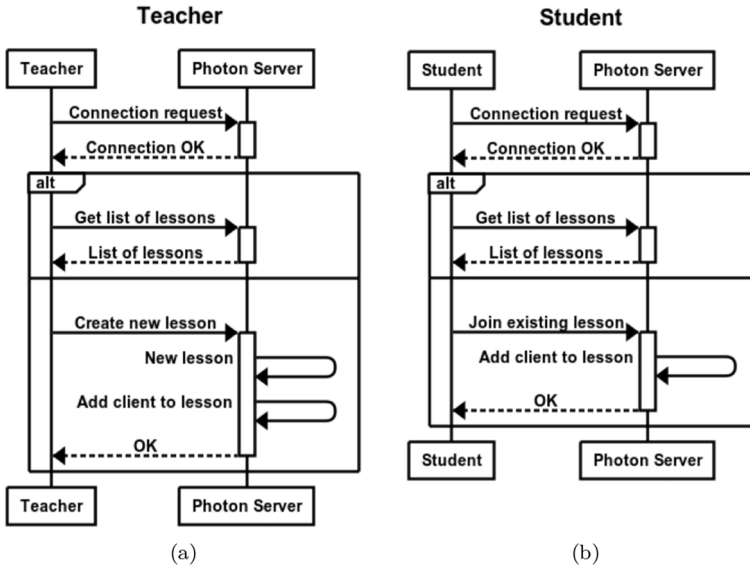 Teacher
Teacher
Photon Server
Connection request
Connection OK
alt
Get list of lessons
List of lessons
Create new lesson
New lesson
Add client to lesson
OK
Teacher
Photon Server
(a)
Student
Student
Photon Server
Connection request
Connection OK
alt
Get list of lessons
List of lessons
Join existing lesson
Add client to lesson
OK
Student
Photon Server
(b)